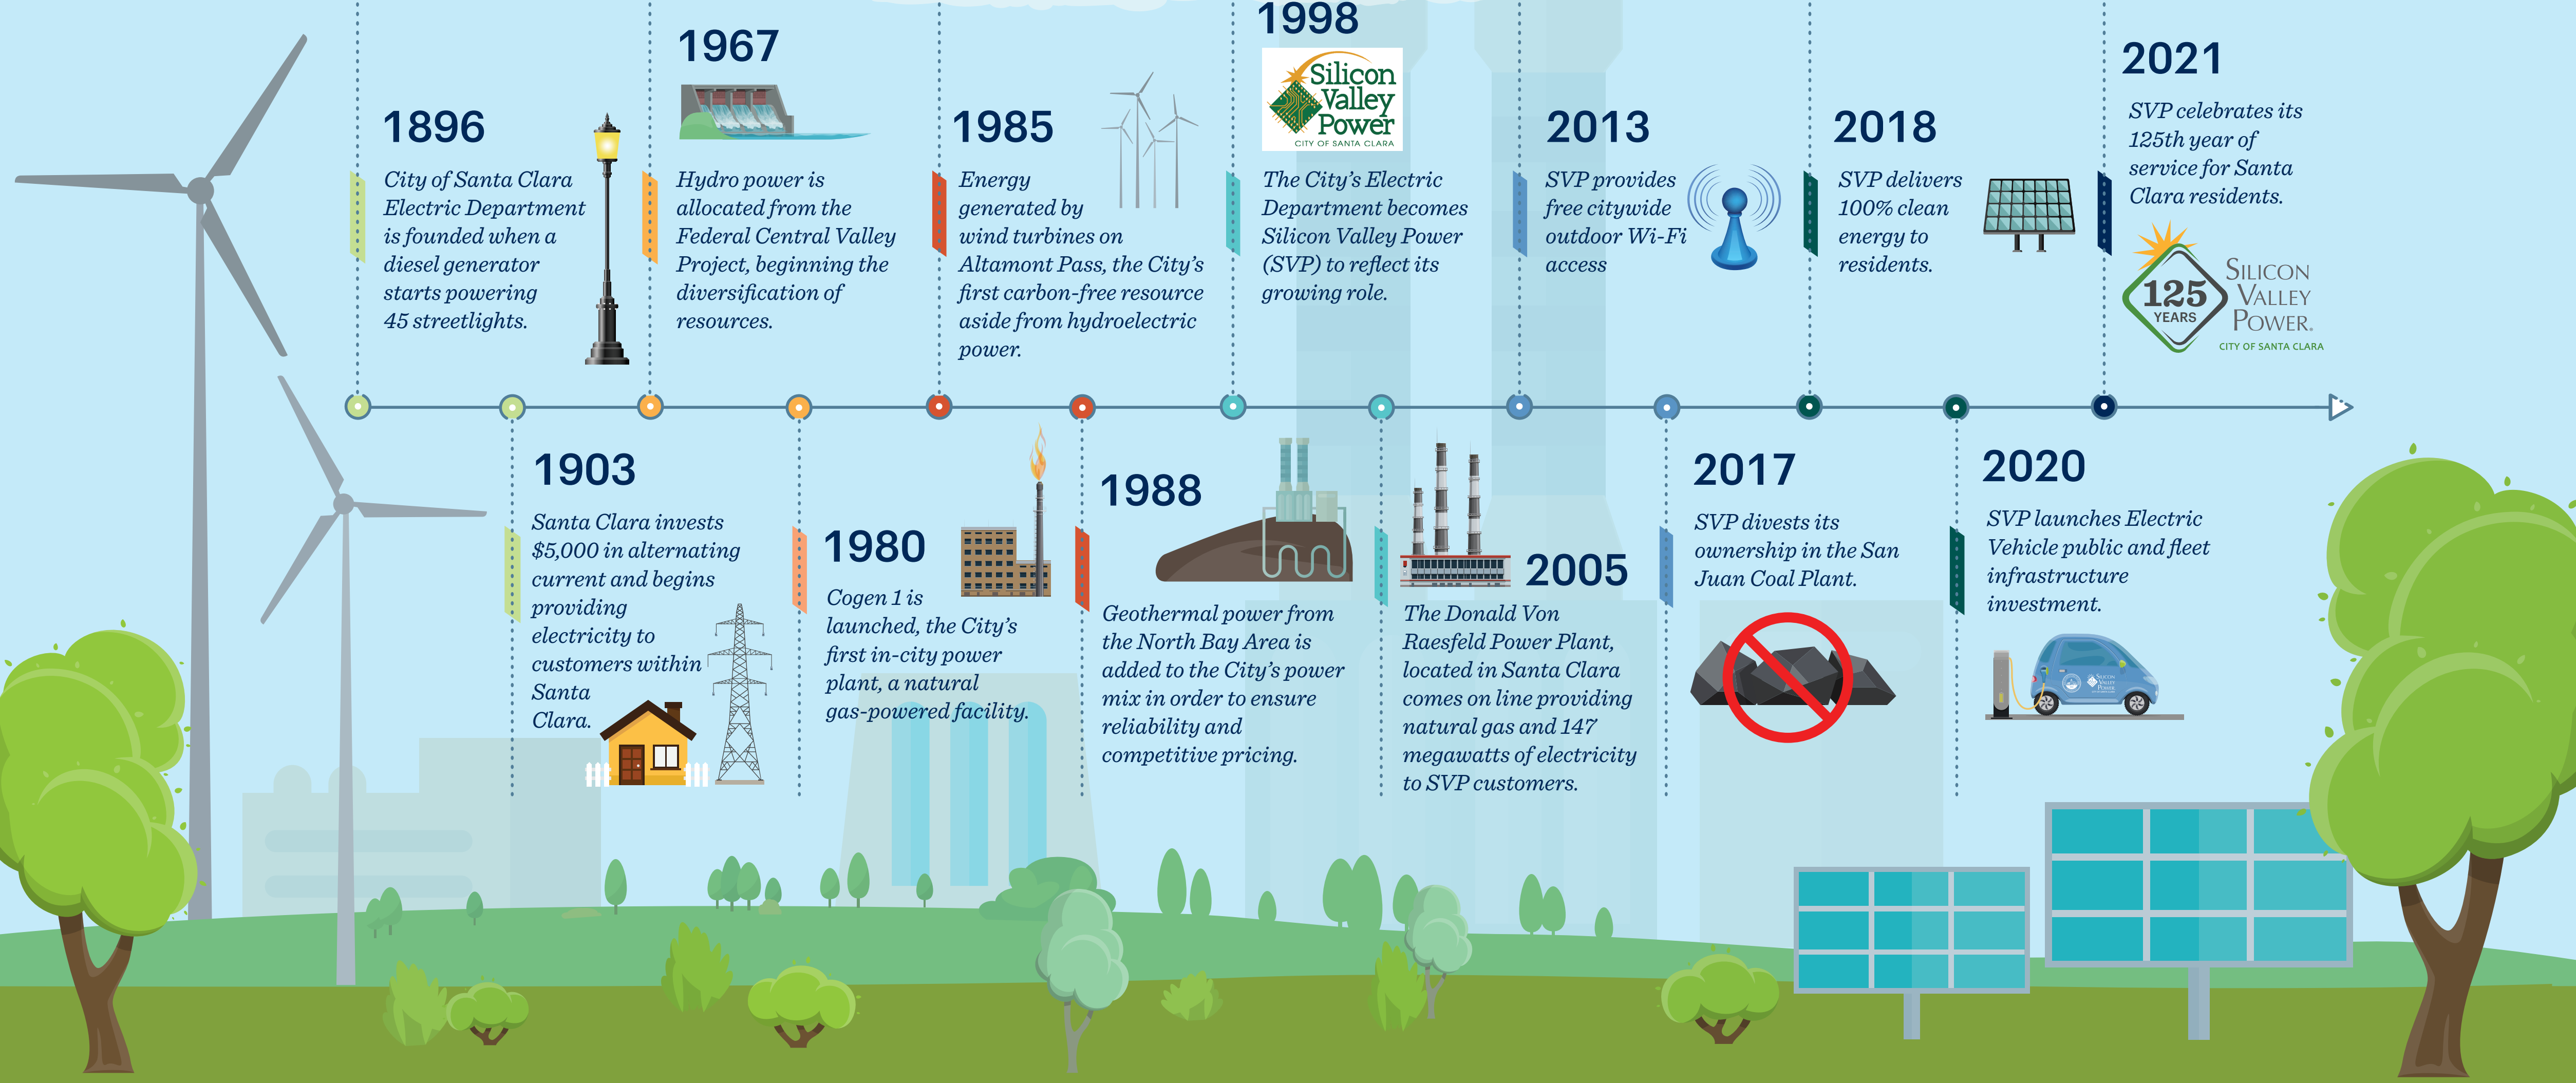 1896
City of Santa Clara
Electric Department
is founded when a
diesel generator
starts powering
45 streetlights.
1903
Santa Clara invests
$5,000 in alternating
current and begins
providing
electricity to
customers within
Santa
Clara.
1967
Hydro power is
allocated from the
Federal Central Valley
Project, beginning the
diversification of
resources.
1980
Cogen 1 is
launched, the City's
first in-city power
plant, a natural
gas-powered facility.
1985
Energy
generated by
wind turbines on
Altamont Pass, the City's
first carbon-free resource
aside from hydroelectric
power.
1988
Geothermal power from
the North Bay Area is
added to the City's power
mix in order to ensure
reliability and
competitive pricing.
1998
Silicon
Valley
Power
CITY OF SANTA CLARA
The City's Electric
Department becomes
Silicon Valley Power
(SVP) to reflect its
growing role.
2005
The Donald Von
Raesfeld Power Plant,
located in Santa Clara
comes on line providing
natural gas and 147
megawatts of electricity
to SVP customers.
2013
SVP provides
free citywide
outdoor Wi-Fi
access
2017
SVP divests its
ownership in the San
Juan Coal Plant.
2018
SVP delivers
100% clean
energy to
residents.
2020
SVP launches Electric
Vehicle public and fleet
infrastructure
investment.
SILICON
VALLEY
POWER
2021
SVP celebrates its
125th year of
service for Santa
Clara residents.
125
YEARS
SILICON
VALLEY
POWER.
CITY OF SANTA CLARA